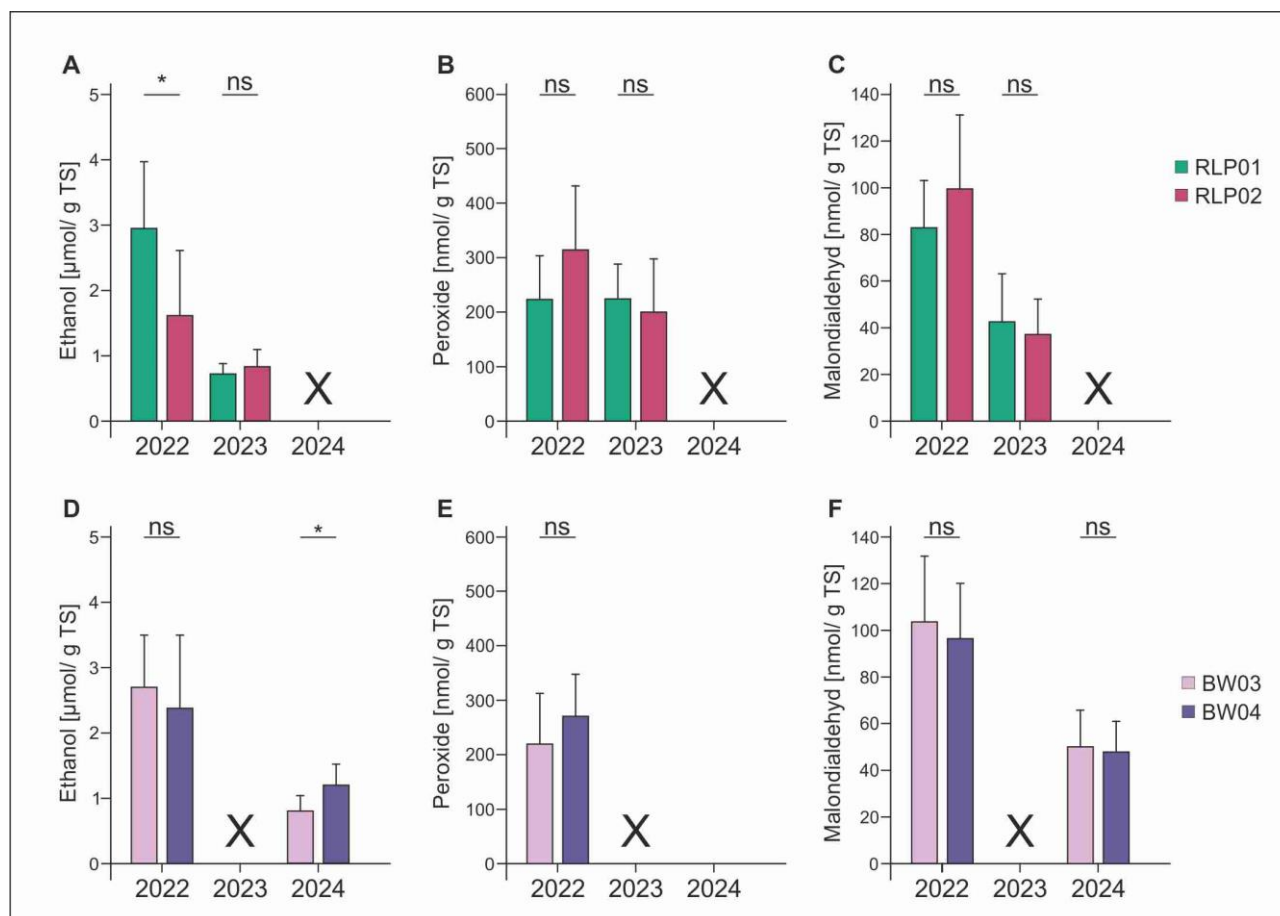 A
*
ns
5
4
3
2
1
0
Ethanol [µmol/ g TS]
X
2022 2023 2024
B
ns
ns
600
500
400
300
200
100
0
Peroxide [nmol/ g TS]
X
2022 2023 2024
C
ns
ns
140
120
100
80
60
40
20
0
Malondialdehyd [nmol/ g TS]
X
2022 2023 2024
RLP01
RLP02
D
ns
*
5
4
3
2
1
0
Ethanol [µmol/ g TS]
X
2022 2023 2024
E
ns
600
500
400
300
200
100
0
Peroxide [nmol/ g TS]
X
2022 2023 2024
F
ns
ns
140
120
100
80
60
40
20
0
Malondialdehyd [nmol/ g TS]
X
2022 2023 2024
BW03
BW04